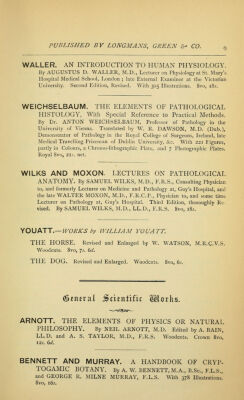 PUBLISHED BY LONGMANS, GREEN & CO. 9
WALLER. AN INTRODUCTION TO HUMAN PHYSIOLOGY.
By AUGUSTUS D. WALLER, M.D., Lecturer on Physiology at St. Mary's
Hospital Medical School, London; late External Examiner at the Victorian
University. Second Edition, Revised. With 305 Illustrations. 8vo, 18s.
WEICHSELBAUM. THE ELEMENTS OF PATHOLOGICAL
HISTOLOGY, With Special Reference to Practical Methods.
By Dr. ANTON WEICHSELBAUM, Professor of Pathology in the
University of Vienna. Translated by W. R. DAWSON, M.D. (Dub.),
Demonstrator of Pathology in the Royal College of Surgeons, Ireland, late
Medical Travelling Prizeman of Dublin University, &c. With 221 Figures,
partly in Colours, a Chromo-lithographic Plate, and 7 Photographic Plates.
Royal 8vo, 21s. net.
WILKS AND MOXON. LECTURES ON PATHOLOGICAL
ANATOMY. By SAMUEL WILKS, M.D., F.R.S., Consulting Physician
to, and formerly Lecturer on Medicine and Pathology at, Guy's Hospital, and
the late WALTER MOXON, M.D., F.R.C.P., Physician to, and some time
Lecturer on Pathology at, Guy's Hospital. Third Edition, thoroughly Re-
vised. By SAMUEL WILKS, M.D., LL.D., F.R.S. 8vo, 18s.
YOUATT.—WORKS by WILLIAM YOUATT.
THE HORSE. Revised and Enlarged by W. WATSON, M.R.C.V.S.
Woodcuts. 8vo, 7s. 6d.
THE DOG. Revised and Enlarged. Woodcuts. 8vo, 6s.
General Scientific Works.
ARNOTT. THE ELEMENTS OF PHYSICS OR NATURAL
PHILOSOPHY. By NEIL ARNOTT, M.D. Edited by A. BAIN,
LL.D. and A. S. TAYLOR, M.D., F.R.S. Woodcuts. Crown 8vo,
12s. 6d.
BENNETT AND MURRAY. A HANDBOOK OF CRYP-
TOGAMIC BOTANY. By A. W. BENNETT, M.A., B.Sc., F.L.S.,
and GEORGE R. MILNE MURRAY, F.L.S. With 378 Illustrations.
8vo, 16s.